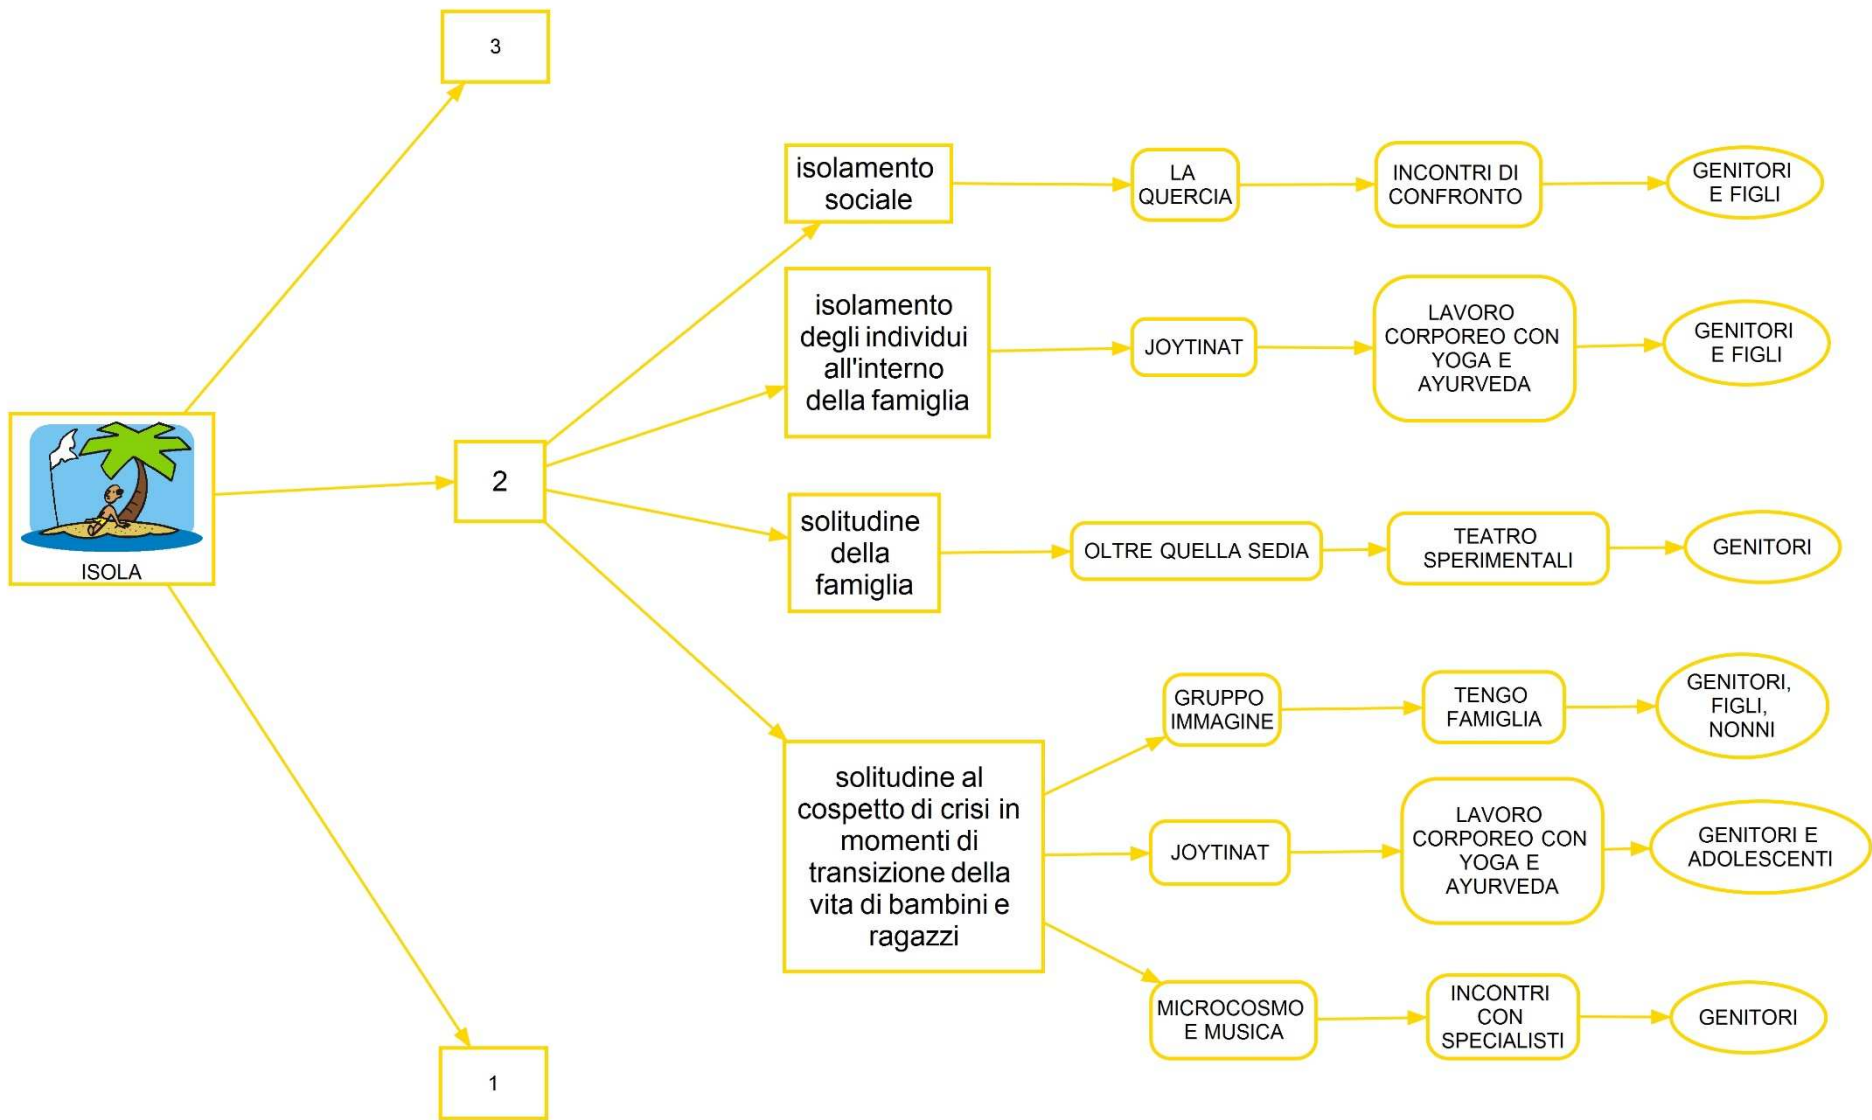 3
isolamento
sociale
LA
QUERCIA
INCONTRI DI
CONFRONTO
GENITORI
E FIGLI
isolamento
degli individui
all'interno
della famiglia
JOYTINAT
LAVORO
CORPOREO CON
YOGA E
AYURVEDA
GENITORI
E FIGLI
ISOLA
2
solitudine
della
famiglia
OLTRE QUELLA SEDIA
TEATRO
SPERIMENTALI
GENITORI
solitudine al
cospetto di crisi in
momenti di
transizione della
vita di bambini e
ragazzi
GRUPPO
IMMAGINE
TENGO
FAMIGLIA
GENITORI,
FIGLI,
NONNI
JOYTINAT
LAVORO
CORPOREO CON
YOGA E
AYURVEDA
GENITORI E
ADOLESCENTI
MICROCOSMO
E MUSICA
INCONTRI
CON
SPECIALISTI
GENITORI
1